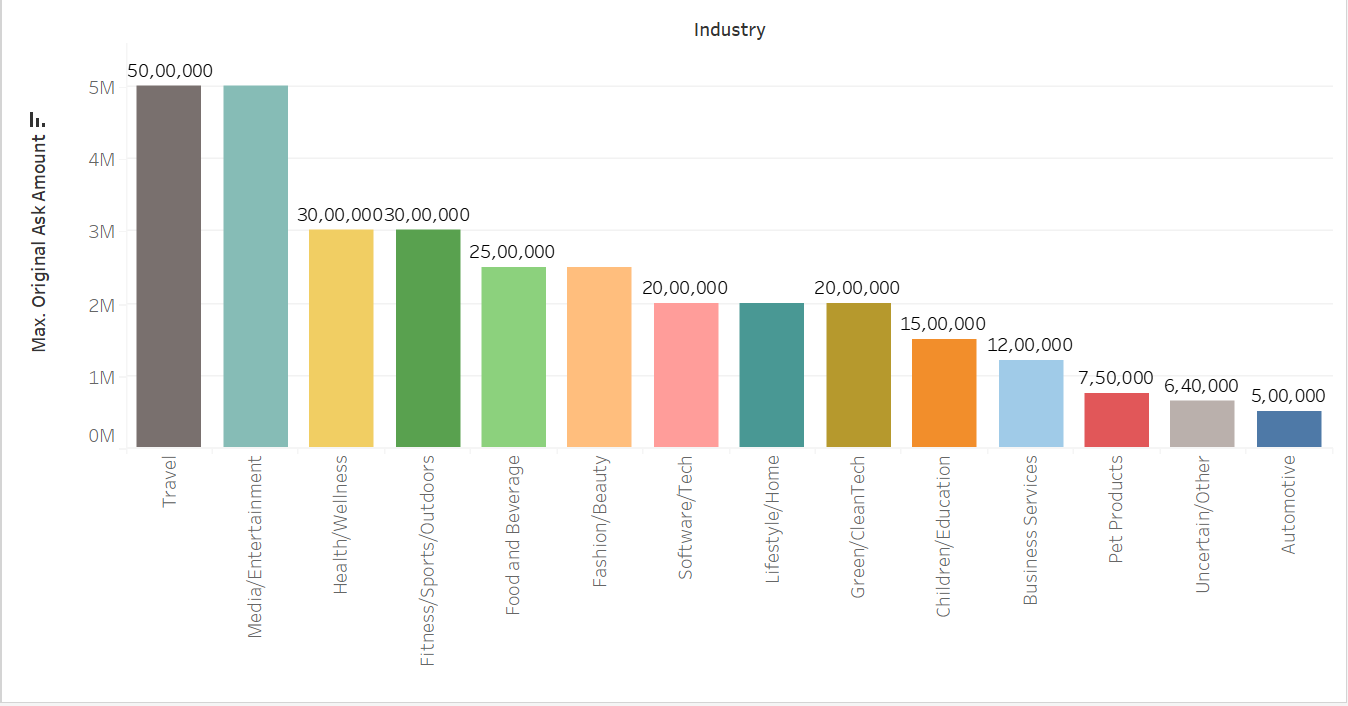 Industry
Max. Original Ask Amount
5M
4M
3M
2M
1M
0M
50,00,000
30,00,000
30,00,000
25,00,000
20,00,000
20,00,000
15,00,000
12,00,000
7,50,000
6,40,000
5,00,000
Travel
Media/Entertainment
Health/Wellness
Fitness/Sports/Outdoors
Food and Beverage
Fashion/Beauty
Software/Tech
Lifestyle/Home
Green/CleanTech
Children/Education
Business Services
Pet Products
Uncertain/Other
Automotive